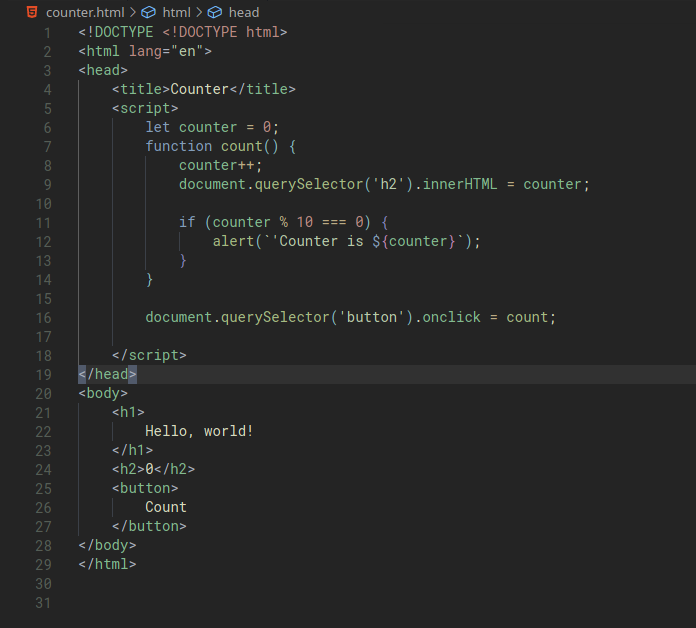 counter.html > html > head
1 <!DOCTYPE <!DOCTYPE html>
2 <html lang="en">
3 <head>
4     <title>Counter</title>
5     <script>
6         let counter = 0;
7         function count() {
8             counter++;
9             document.querySelector('h2').innerHTML = counter;
10
11             if (counter % 10 === 0) {
12                 alert(`'Counter is ${counter}`);
13             }
14         }
15
16         document.querySelector('button').onclick = count;
17
18     </script>
19 </head>
20 <body>
21     <h1>
22         Hello, world!
23     </h1>
24     <h2>0</h2>
25     <button>
26         Count
27     </button>
28 </body>
29 </html>
30
31